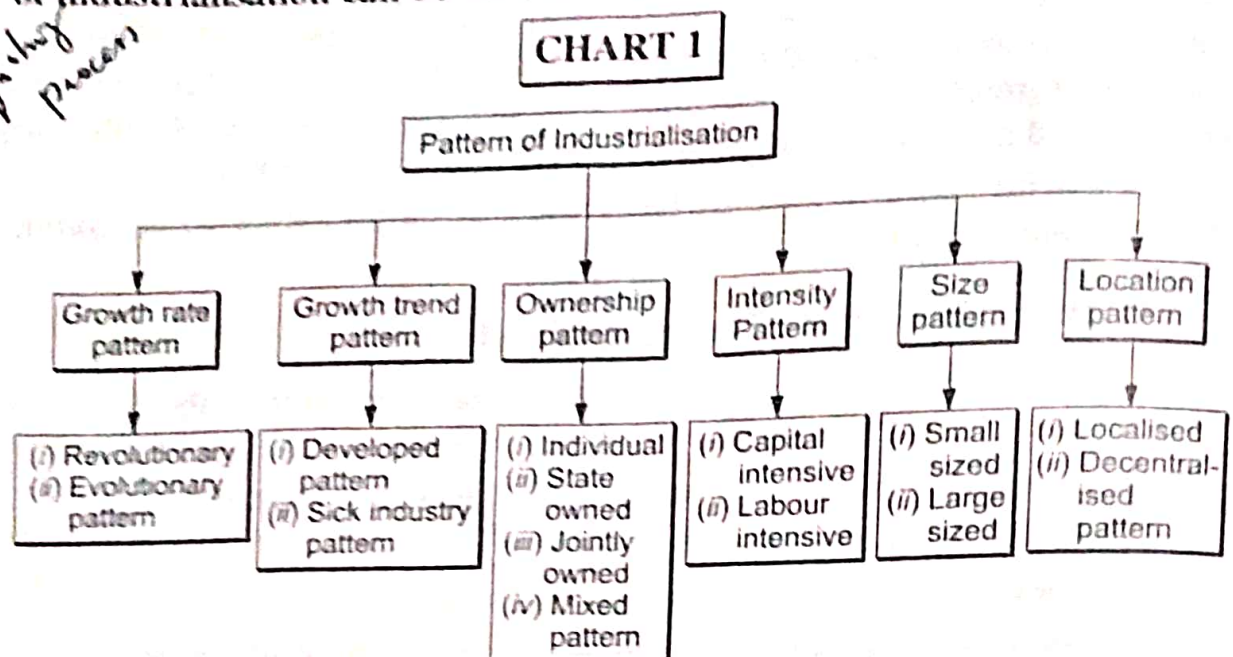 CHART 1
Pattern of Industrialisation
Growth rate
pattern
Growth trend
pattern
Ownership
pattern
Intensity
Pattern
Size
pattern
Location
pattern
(i) Revolutionary
(ii) Evolutionary
pattern
(i) Developed
pattern
(ii) Sick industry
pattern
(i) Individual
(ii) State
owned
(iii) Jointly
owned
(iv) Mixed
pattern
(i) Capital
intensive
(ii) Labour
intensive
(i) Small
sized
(ii) Large
sized
(i) Localised
(ii) Decentral-
ised
pattern
process